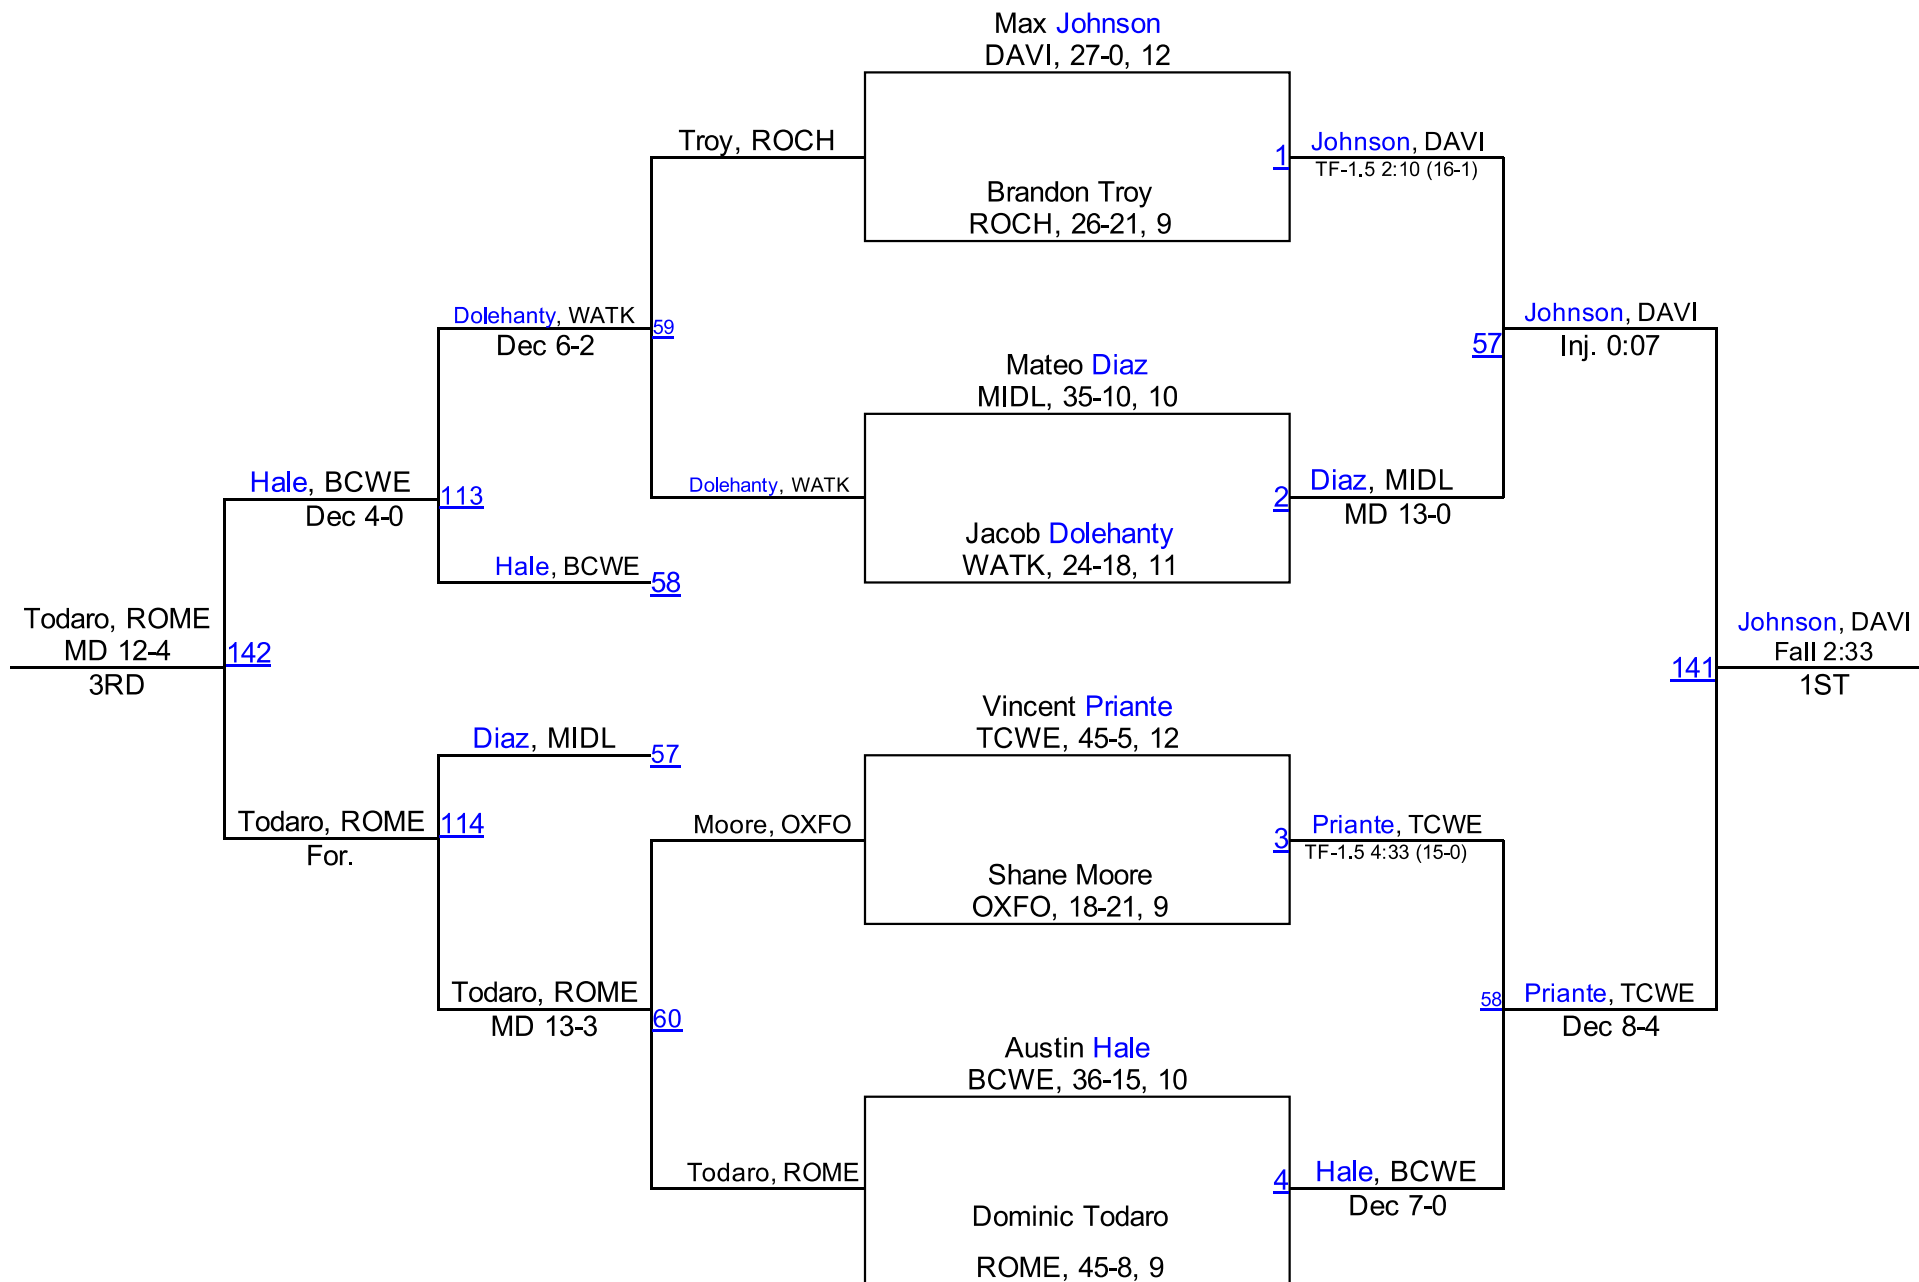 Max Johnson
DAVI, 27-0, 12
Troy, ROCH
1
Johnson, DAVI
TF-1.5 2:10 (16-1)
Brandon Troy
ROCH, 26-21, 9
Dolehanty, WATK
59
Dec 6-2
Johnson, DAVI
57
Inj. 0:07
Mateo Diaz
MIDL, 35-10, 10
Hale, BCWE
113
Dec 4-0
Dolehanty, WATK
2
Diaz, MIDL
MD 13-0
Jacob Dolehanty
WATK, 24-18, 11
Hale, BCWE
58
Todaro, ROME
MD 12-4
142
3RD
Johnson, DAVI
Fall 2:33
141
1ST
Vincent Priante
TCWE, 45-5, 12
Diaz, MIDL
57
Todaro, ROME
114
For.
Moore, OXFO
3
Priante, TCWE
TF-1.5 4:33 (15-0)
Shane Moore
OXFO, 18-21, 9
Todaro, ROME
60
MD 13-3
58
Priante, TCWE
Dec 8-4
Austin Hale
BCWE, 36-15, 10
Todaro, ROME
4
Hale, BCWE
Dec 7-0
Dominic Todaro
ROME, 45-8, 9